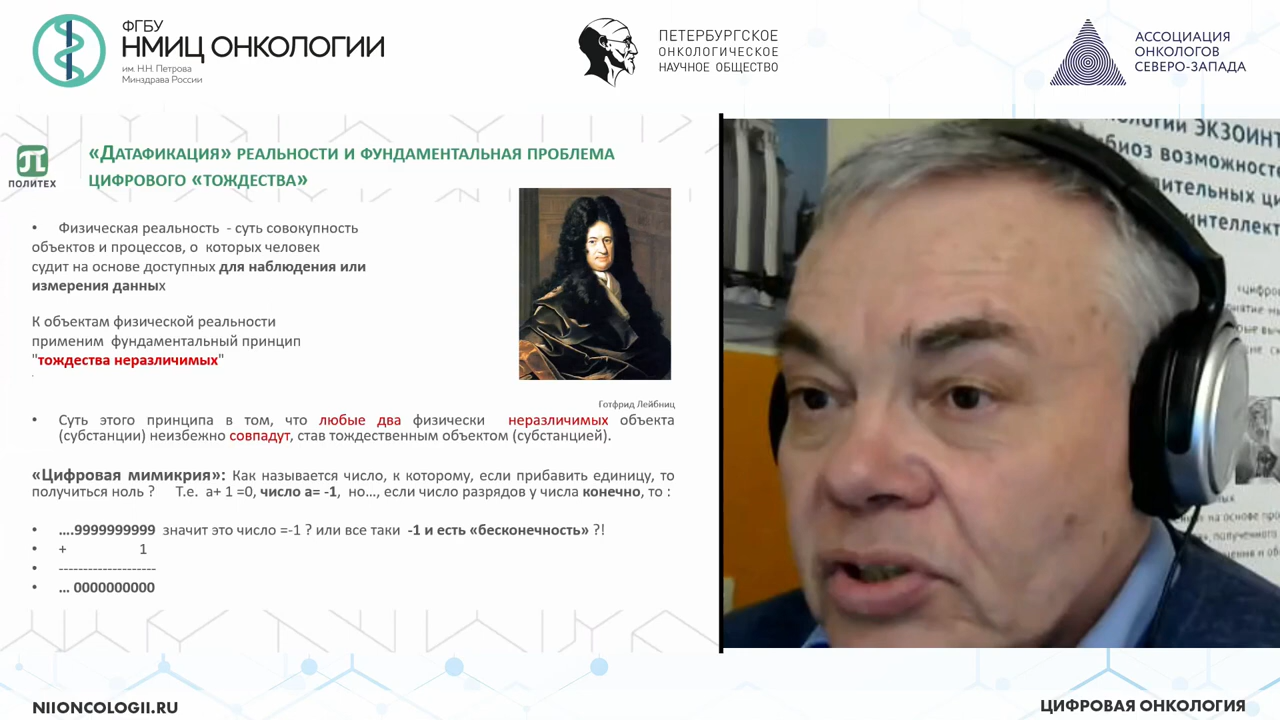 ФГБУ
НМИЦ ОНКОЛОГИИ
им. Н.Н. Петрова
Минздрава России
ПЕТЕРБУРГСКОЕ
ОНКОЛОГИЧЕСКОЕ
НАУЧНОЕ ОБЩЕСТВО
АССОЦИАЦИЯ
ОНКОЛОГОВ
СЕВЕРО-ЗАПАДА
ПОЛИТЕХ
«ДАТАФИКАЦИЯ» РЕАЛЬНОСТИ И ФУНДАМЕНТАЛЬНАЯ ПРОБЛЕМА
ЦИФРОВОГО «ТОЖДЕСТВА»
• Физическая реальность - суть совокупность
объектов и процессов, о которых человек
судит на основе доступных для наблюдения или
измерения данных
К объектам физической реальности
применим фундаментальный принцип
"тождества неразличимых"
Готфрид Лейбниц
• Суть этого принципа в том, что любые два физически неразличимых объекта
(субстанции) неизбежно совпадут, став тождественным объектом (субстанцией).
«Цифровая мимикрия»: Как называется число, к которому, если прибавить единицу, то
получиться ноль ? Т.е. a+ 1 =0, число a= -1, но..., если число разрядов у числа конечно, то :
• ....9999999999 значит это число =-1 ? или все таки -1 и есть «бесконечность» ?!
• + 1
• --------------------
• ... 0000000000
ЭКЗОИНТ
возможносте
интеллект
NIIONCOLOGII.RU
ЦИФРОВАЯ ОНКОЛОГИЯ